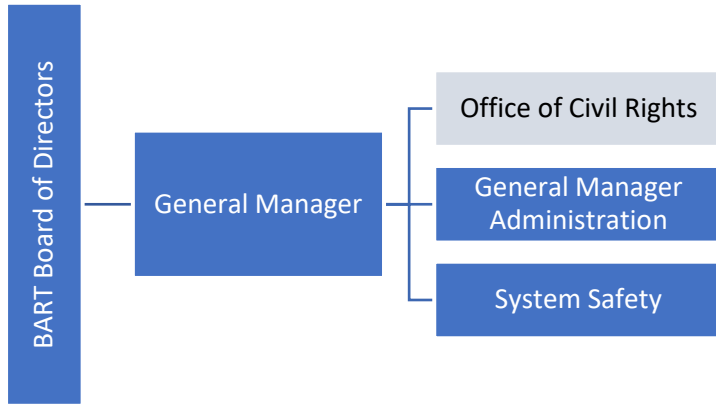 BART Board of Directors
General Manager
Office of Civil Rights
General Manager
Administration
System Safety